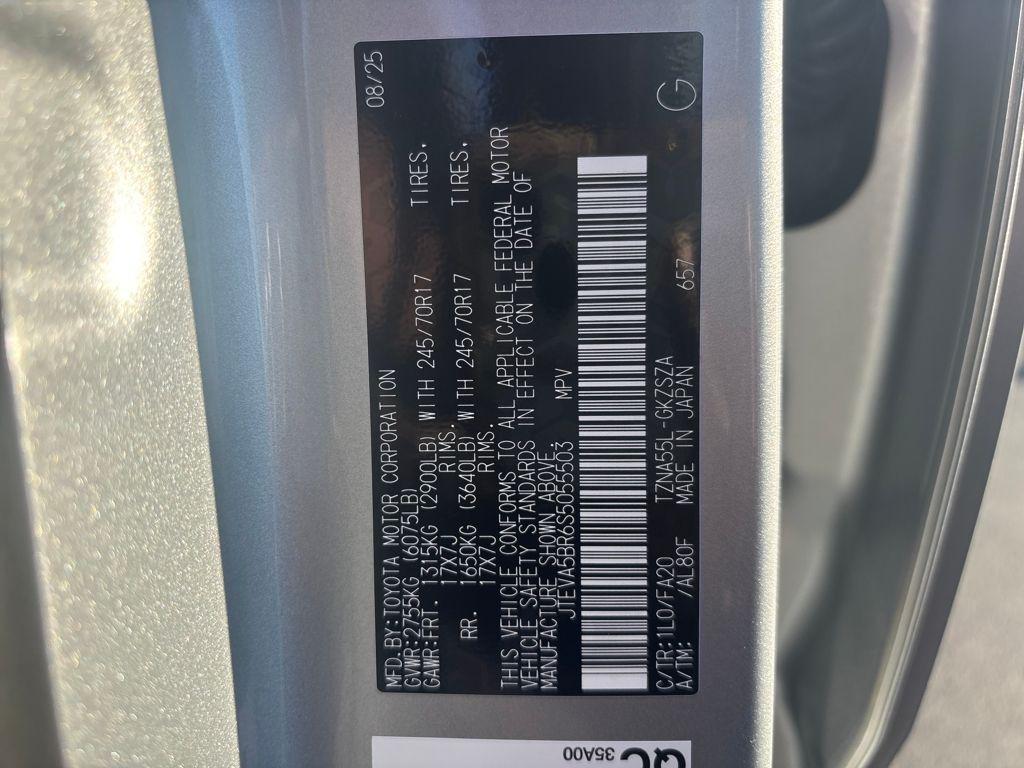 MFD.BY:TOYOTA MOTOR CORPORATION 08/25
GVWR:2755KG (6075LB)
GAWR:FRT. 1315KG (2900LB) WITH 245/70R17 TIRES,
17X7J RIMS.
RR. 1650KG (3640LB) WITH 245/70R17 TIRES,
17X7J RIMS.
THIS VEHICLE CONFORMS TO ALL APPLICABLE FEDERAL MOTOR
VEHICLE SAFETY STANDARDS IN EFFECT ON THE DATE OF
MANUFACTURE SHOWN ABOVE.
JTEVA5BR6S5055503 MPV
C/TR:1L0/FA20 TZNA55L-GKZSZA 657 G
A/TM: /AL80F MADE IN JAPAN
QC
35A00